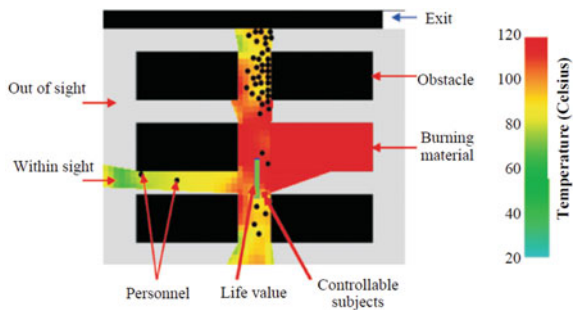 Exit
Out of sight
Obstacle
Burning
material
Within sight
Personnel
Life value
Controllable
subjects
120
100
80
60
40
20
Temperature (Celsius)